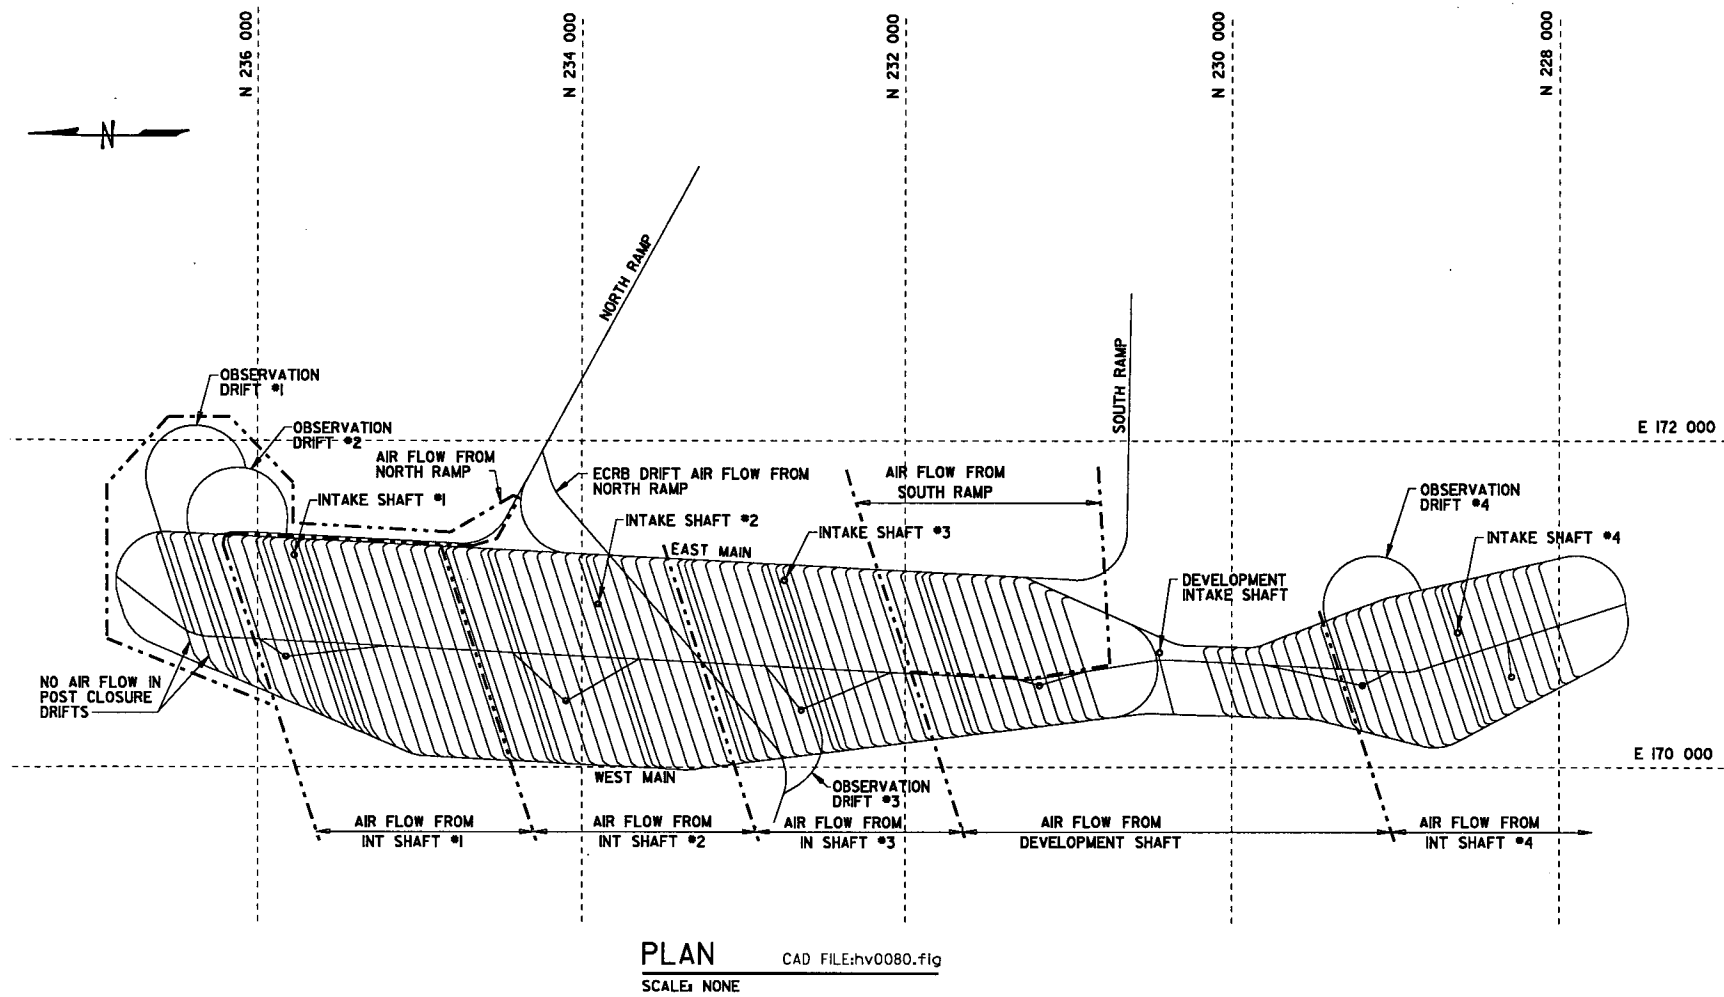 N 236 000
N 234 000
N 232 000
N 230 000
N 228 000
N
NORTH RAMP
SOUTH RAMP
OBSERVATION
DRIFT #1
OBSERVATION
DRIFT #2
AIR FLOW FROM
NORTH RAMP
INTAKE SHAFT #1
ECRB DRIFT AIR FLOW FROM
NORTH RAMP
INTAKE SHAFT #2
EAST MAIN
INTAKE SHAFT #3
AIR FLOW FROM
SOUTH RAMP
E 172 000
OBSERVATION
DRIFT #4
INTAKE SHAFT #4
DEVELOPMENT
INTAKE SHAFT
NO AIR FLOW IN
POST CLOSURE
DRIFTS
WEST MAIN
OBSERVATION
DRIFT #3
E 170 000
AIR FLOW FROM
INT SHAFT #1
AIR FLOW FROM
INT SHAFT #2
AIR FLOW FROM
IN SHAFT #3
AIR FLOW FROM
DEVELOPMENT SHAFT
AIR FLOW FROM
INT SHAFT #4
PLAN
CAD FILE:hv0080.fig
SCALE: NONE